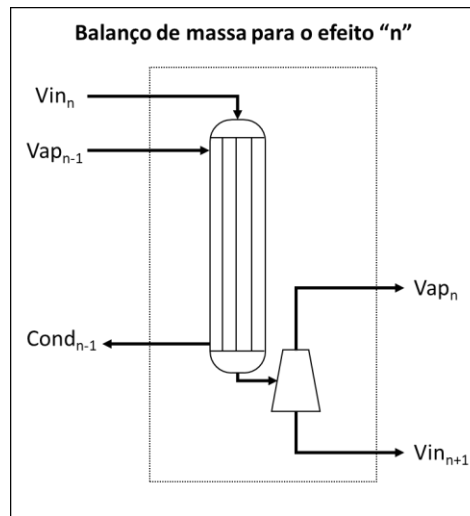 Balanço de massa para o efeito “n”
Vinₙ
Vapₙ₋₁
Vapₙ
Condₙ₋₁
Vinₙ₊₁